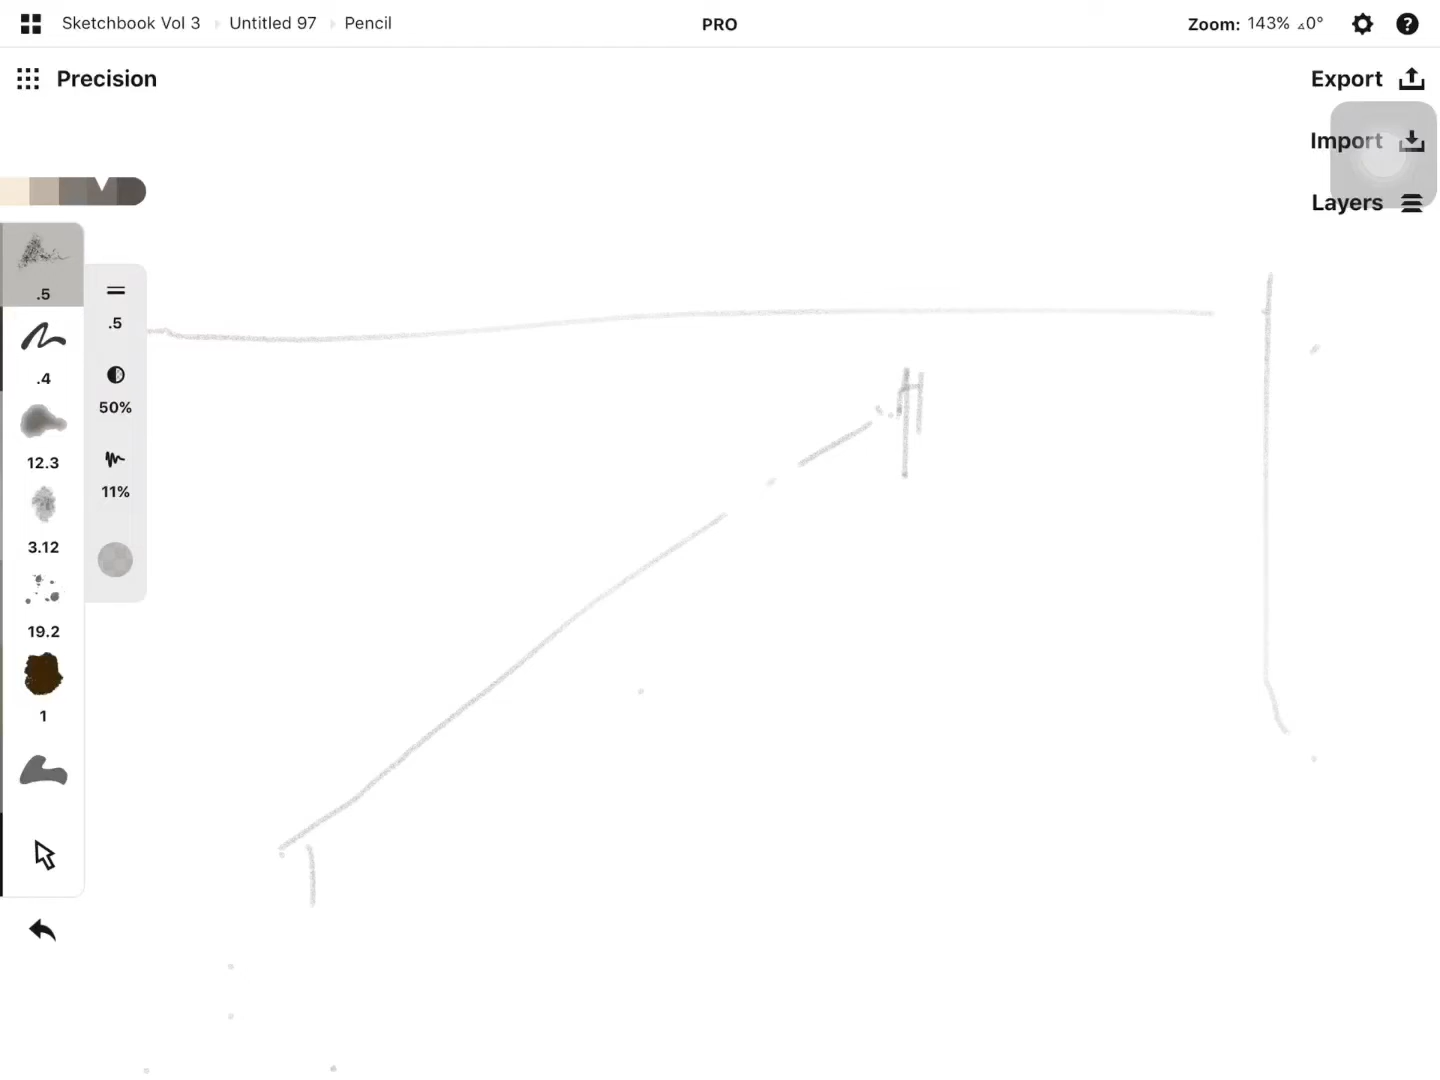 Sketchbook Vol 3 Untitled 97 Pencil PRO Zoom: 143% ⊿0°
Precision
Export
Import
Layers
.5
.4
12.3
3.12
19.2
1
.5
50%
11%